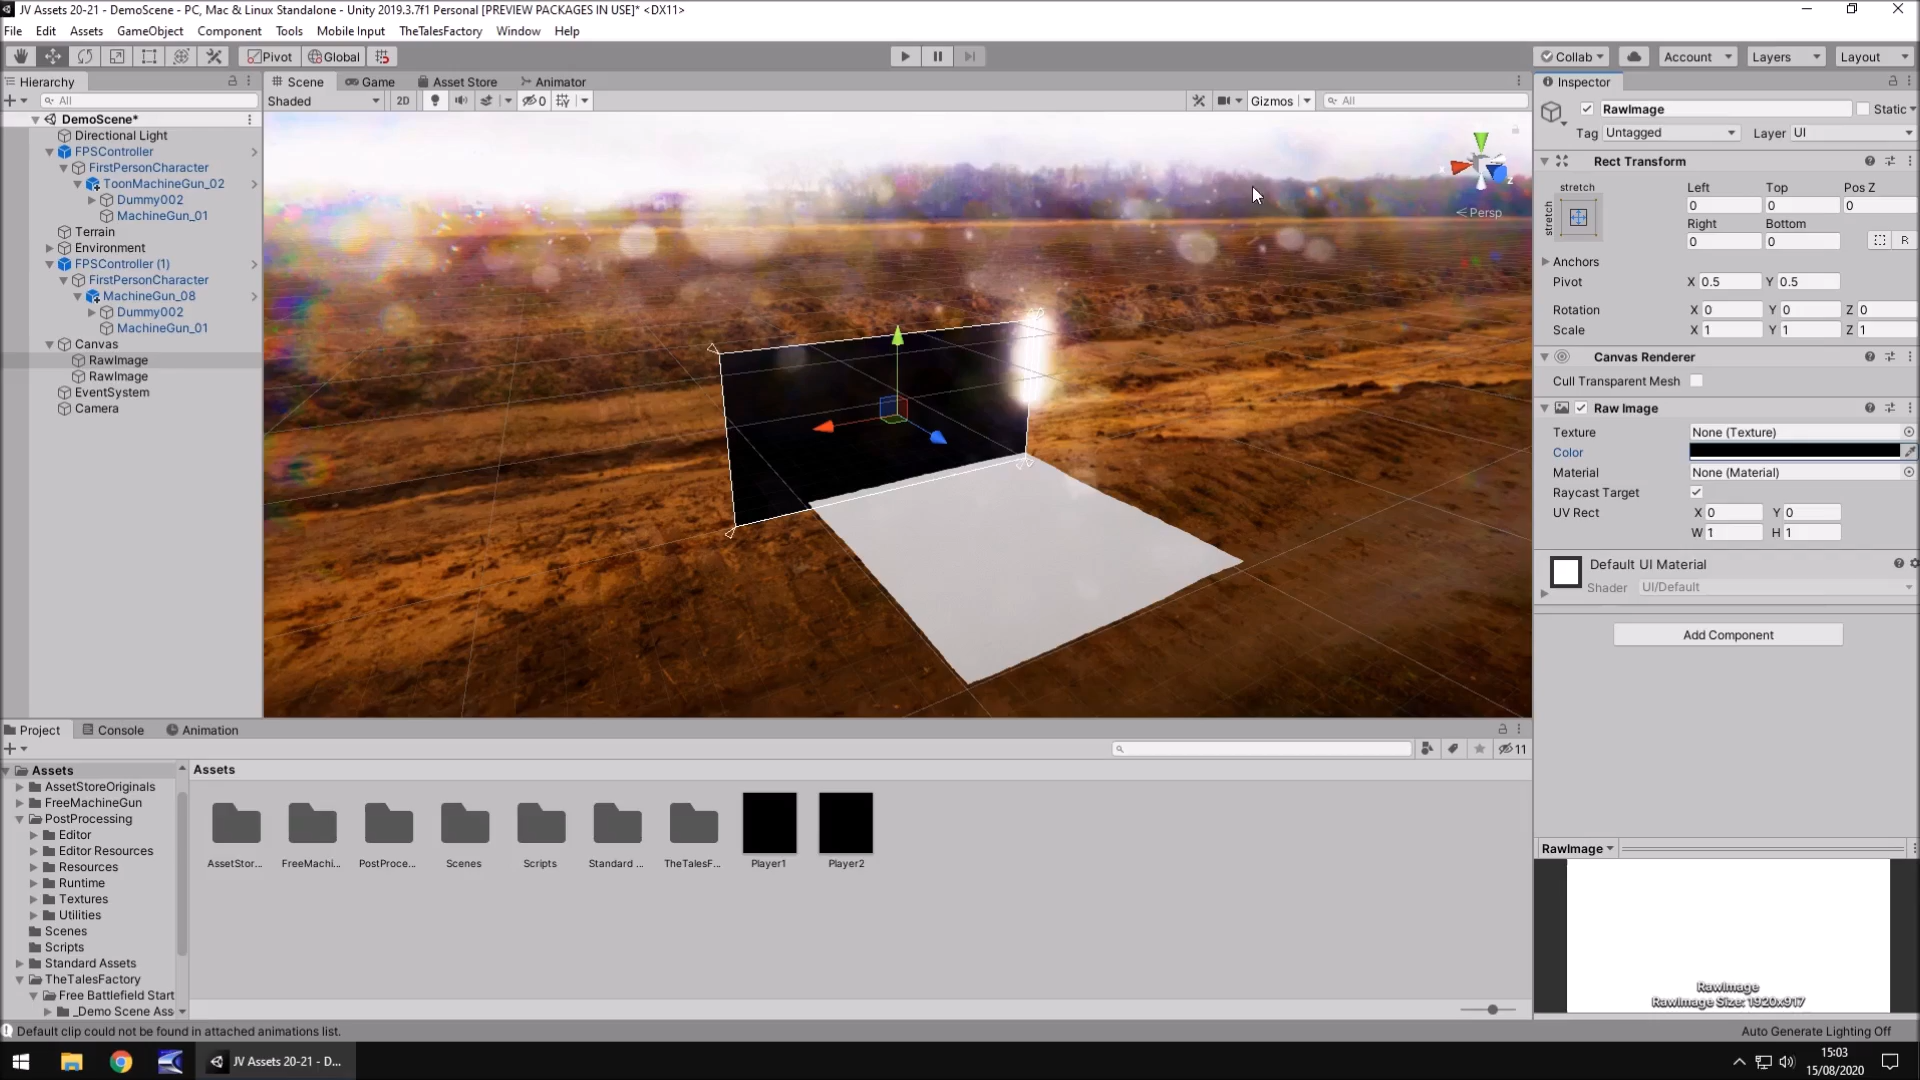 JV Assets 20-21 - DemoScene - PC, Mac & Linux Standalone - Unity 2019.3.7f1 Personal [PREVIEW PACKAGES IN USE]* <DX11>
File Edit Assets GameObject Component Tools Mobile Input TheTalesFactory Window Help
Pivot Global Collab Account Layers Layout
Hierarchy
All
DemoScene*
Directional Light
FPSController
FirstPersonCharacter
ToonMachineGun_02
Dummy002
MachineGun_01
Terrain
Environment
FPSController (1)
FirstPersonCharacter
MachineGun_08
Dummy002
MachineGun_01
Canvas
RawImage
RawImage
EventSystem
Camera
Scene Game Asset Store Animator
Shaded 2D 0 Gizmos All
Persp
Inspector
RawImage Static
Tag Untagged Layer UI
Rect Transform
stretch Left Top Pos Z
stretch 0 0 0
Right Bottom
0 0 R
Anchors
Pivot X 0.5 Y 0.5
Rotation X 0 Y 0 Z 0
Scale X 1 Y 1 Z 1
Canvas Renderer
Cull Transparent Mesh
Raw Image
Texture None (Texture)
Color
Material None (Material)
Raycast Target
UV Rect X 0 Y 0
W 1 H 1
Default UI Material
Shader UI/Default
Add Component
RawImage
RawImage
RawImage Size: 1920x917
Project Console Animation
11
Assets
AssetStoreOriginals
FreeMachineGun
PostProcessing
Editor
Editor Resources
Resources
Runtime
Textures
Utilities
Scenes
Scripts
Standard Assets
TheTalesFactory
Free Battlefield Start
_Demo Scene Ass
Assets
AssetStor... FreeMachi... PostProce... Scenes Scripts Standard ... TheTalesF... Player1 Player2
Default clip could not be found in attached animations list.
Auto Generate Lighting Off
JV Assets 20-21 - D...
15:03
15/08/2020